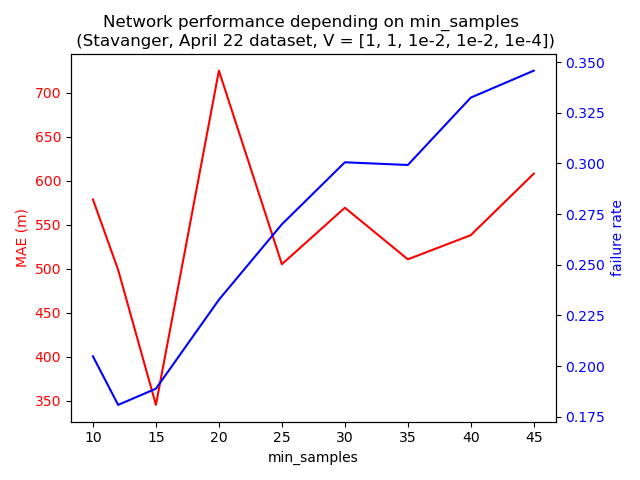 Network performance depending on min_samples
(Stavanger, April 22 dataset, V = [1, 1, 1e-2, 1e-2, 1e-4])
MAE (m)
700
650
600
550
500
450
400
350
0.350
0.325
0.300
0.275
0.250
0.225
0.200
0.175
failure rate
10 15 20 25 30 35 40 45
min_samples